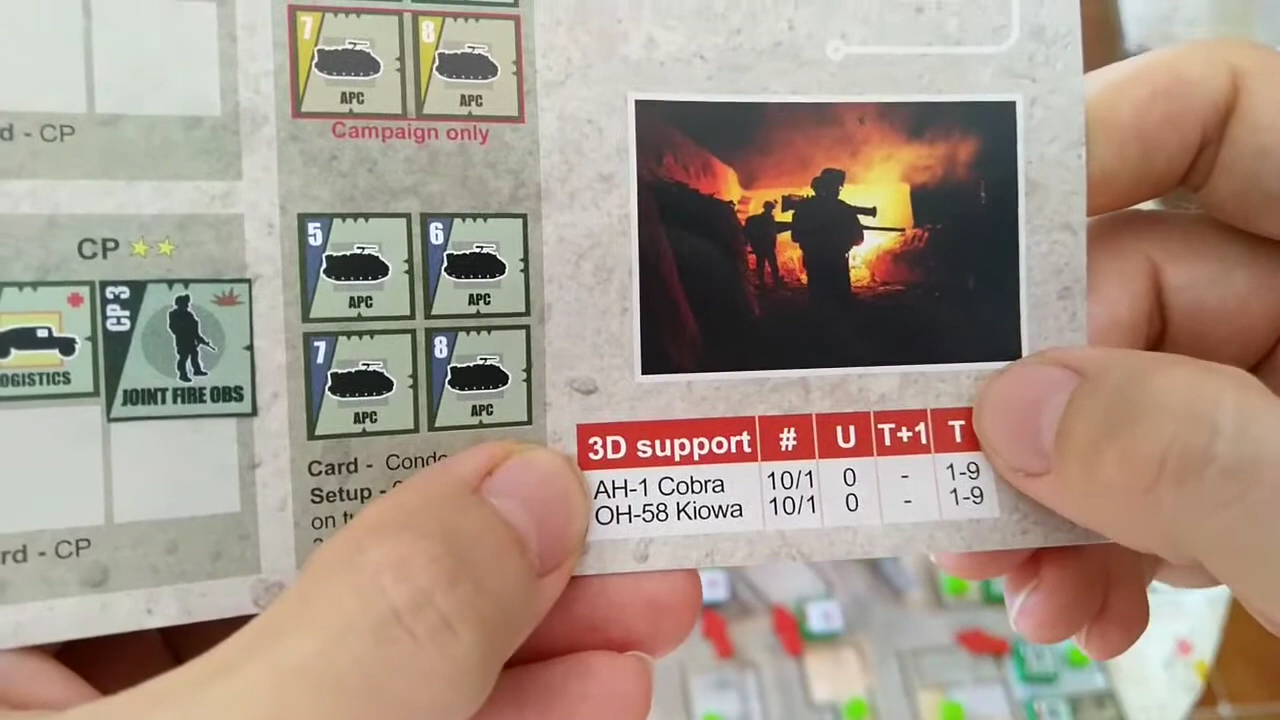 7 8
APC APC
Campaign only
d - CP
CP
5 6
APC APC
CP 3
OGISTICS JOINT FIRE OBS
7 8
APC APC
Card -
Setup -
on
rd - CP
3D support # U T+1 T
AH-1 Cobra 10/1 0 - 1-9
OH-58 Kiowa 10/1 0 - 1-9